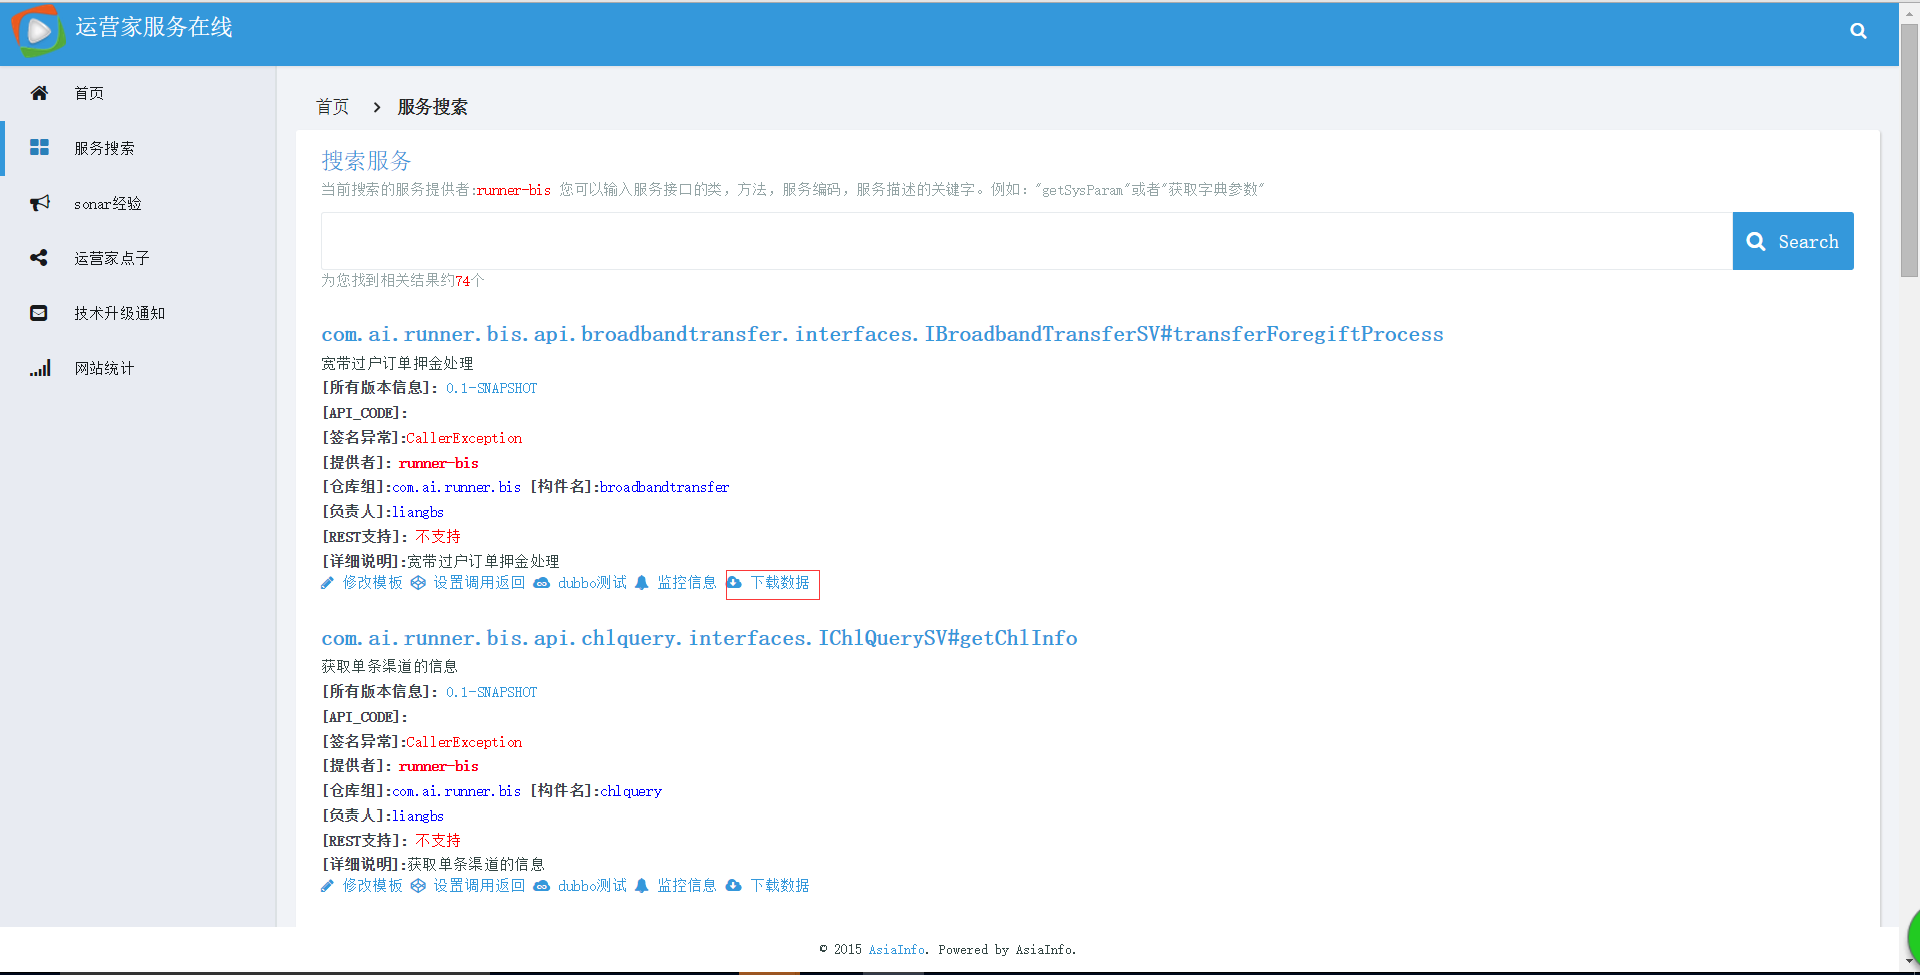 运营家服务在线
首页
服务搜索
sonar经验
运营家点子
技术升级通知
网站统计
首页 > 服务搜索
搜索服务
当前搜索的服务提供者:runner-bis 您可以输入服务接口的类，方法，服务编码，服务描述的关键字。例如："getSysParam"或者"获取字典参数"
Search
为您找到相关结果约74个
com.ai.runner.bis.api.broadbandtransfer.interfaces.IBroadbandTransferSV#transferForegiftProcess
宽带过户订单押金处理
[所有版本信息]: 0.1-SNAPSHOT
[API_CODE]:
[签名异常]:CallerException
[提供者]: runner-bis
[仓库组]:com.ai.runner.bis [构件名]:broadbandtransfer
[负责人]:liangbs
[REST支持]: 不支持
[详细说明]:宽带过户订单押金处理
修改模板 设置调用返回 dubbo测试 监控信息 下载数据
com.ai.runner.bis.api.chlquery.interfaces.IChlQuerySV#getChlInfo
获取单条渠道的信息
[所有版本信息]: 0.1-SNAPSHOT
[API_CODE]:
[签名异常]:CallerException
[提供者]: runner-bis
[仓库组]:com.ai.runner.bis [构件名]:chlquery
[负责人]:liangbs
[REST支持]: 不支持
[详细说明]:获取单条渠道的信息
修改模板 设置调用返回 dubbo测试 监控信息 下载数据
© 2015 AsiaInfo. Powered by AsiaInfo.